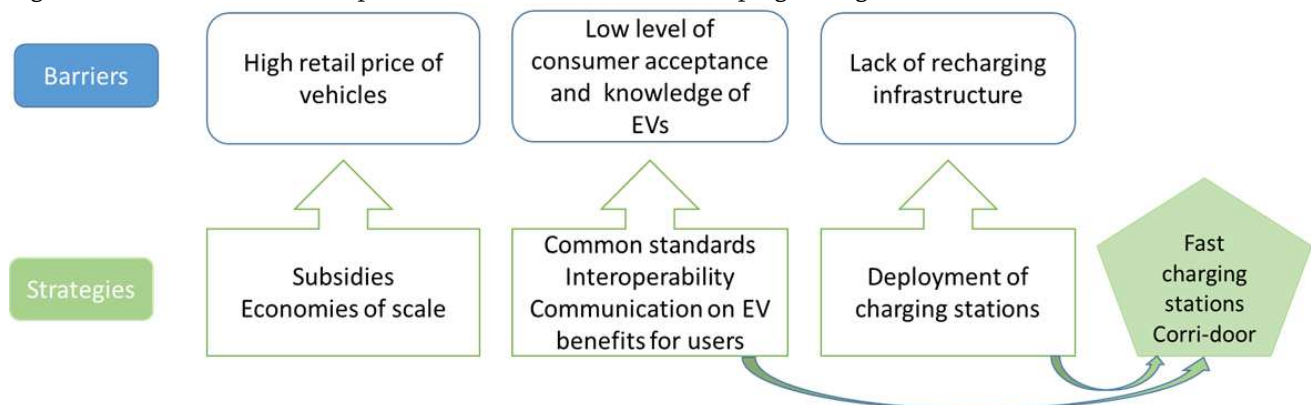 Barriers
High retail price of
vehicles
Low level of
consumer acceptance
and knowledge of
EVs
Lack of recharging
infrastructure
Strategies
Subsidies
Economies of scale
Common standards
Interoperability
Communication on EV
benefits for users
Deployment of
charging stations
Fast
charging
stations
Corri-door